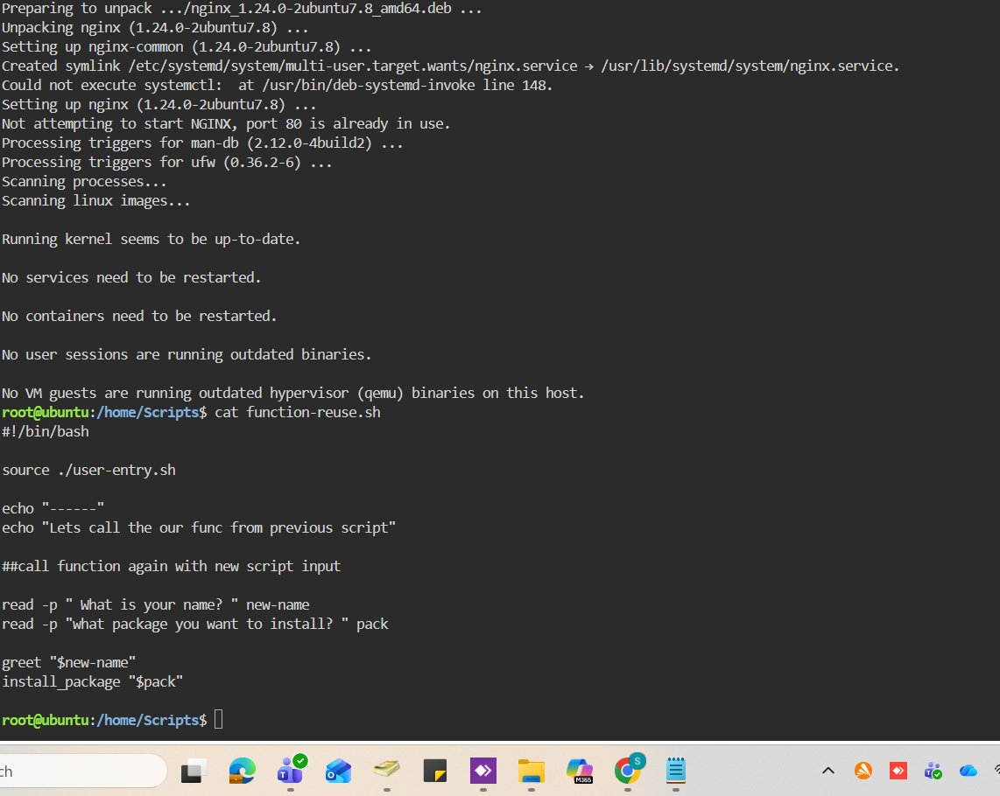 Preparing to unpack .../nginx_1.24.0-2ubuntu7.8_amd64.deb ...
Unpacking nginx (1.24.0-2ubuntu7.8) ...
Setting up nginx-common (1.24.0-2ubuntu7.8) ...
Created symlink /etc/systemd/system/multi-user.target.wants/nginx.service → /usr/lib/systemd/system/nginx.service.
Could not execute systemctl:  at /usr/bin/deb-systemd-invoke line 148.
Setting up nginx (1.24.0-2ubuntu7.8) ...
Not attempting to start NGINX, port 80 is already in use.
Processing triggers for man-db (2.12.0-4build2) ...
Processing triggers for ufw (0.36.2-6) ...
Scanning processes...
Scanning linux images...

Running kernel seems to be up-to-date.

No services need to be restarted.

No containers need to be restarted.

No user sessions are running outdated binaries.

No VM guests are running outdated hypervisor (qemu) binaries on this host.
root@ubuntu:/home/Scripts$ cat function-reuse.sh
#!/bin/bash

source ./user-entry.sh

echo "------"
echo "Lets call the our func from previous script"

##call function again with new script input

read -p " What is your name? " new-name
read -p "what package you want to install? " pack

greet "$new-name"
install_package "$pack"

root@ubuntu:/home/Scripts$
ch
M365
S